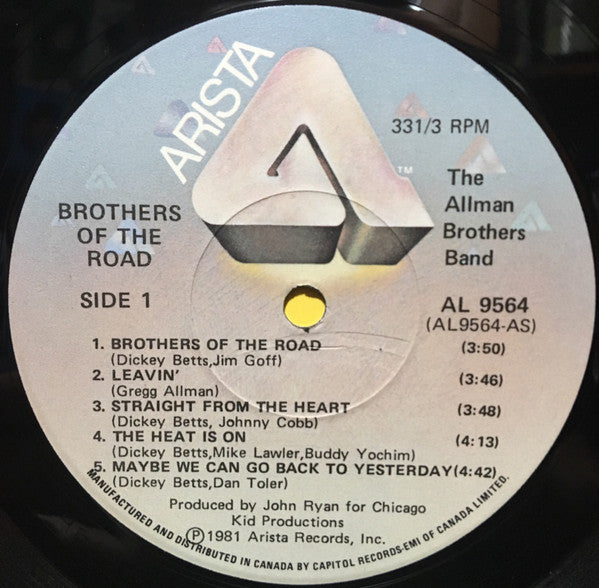 ARISTA
TM
331/3 RPM
BROTHERS
OF THE
ROAD
SIDE 1
The
Allman
Brothers
Band
AL 9564
(AL9564-AS)
1. BROTHERS OF THE ROAD (3:50)
(Dickey Betts,Jim Goff)
2. LEAVIN' (3:46)
(Gregg Allman)
3. STRAIGHT FROM THE HEART (3:48)
(Dickey Betts, Johnny Cobb)
4. THE HEAT IS ON (4:13)
(Dickey Betts,Mike Lawler,Buddy Yochim)
5. MAYBE WE CAN GO BACK TO YESTERDAY(4:42)
(Dickey Betts,Dan Toler)
Produced by John Ryan for Chicago
Kid Productions
℗1981 Arista Records, Inc.
MANUFACTURED AND DISTRIBUTED IN CANADA BY CAPITOL RECORDS-EMI OF CANADA LIMITED.